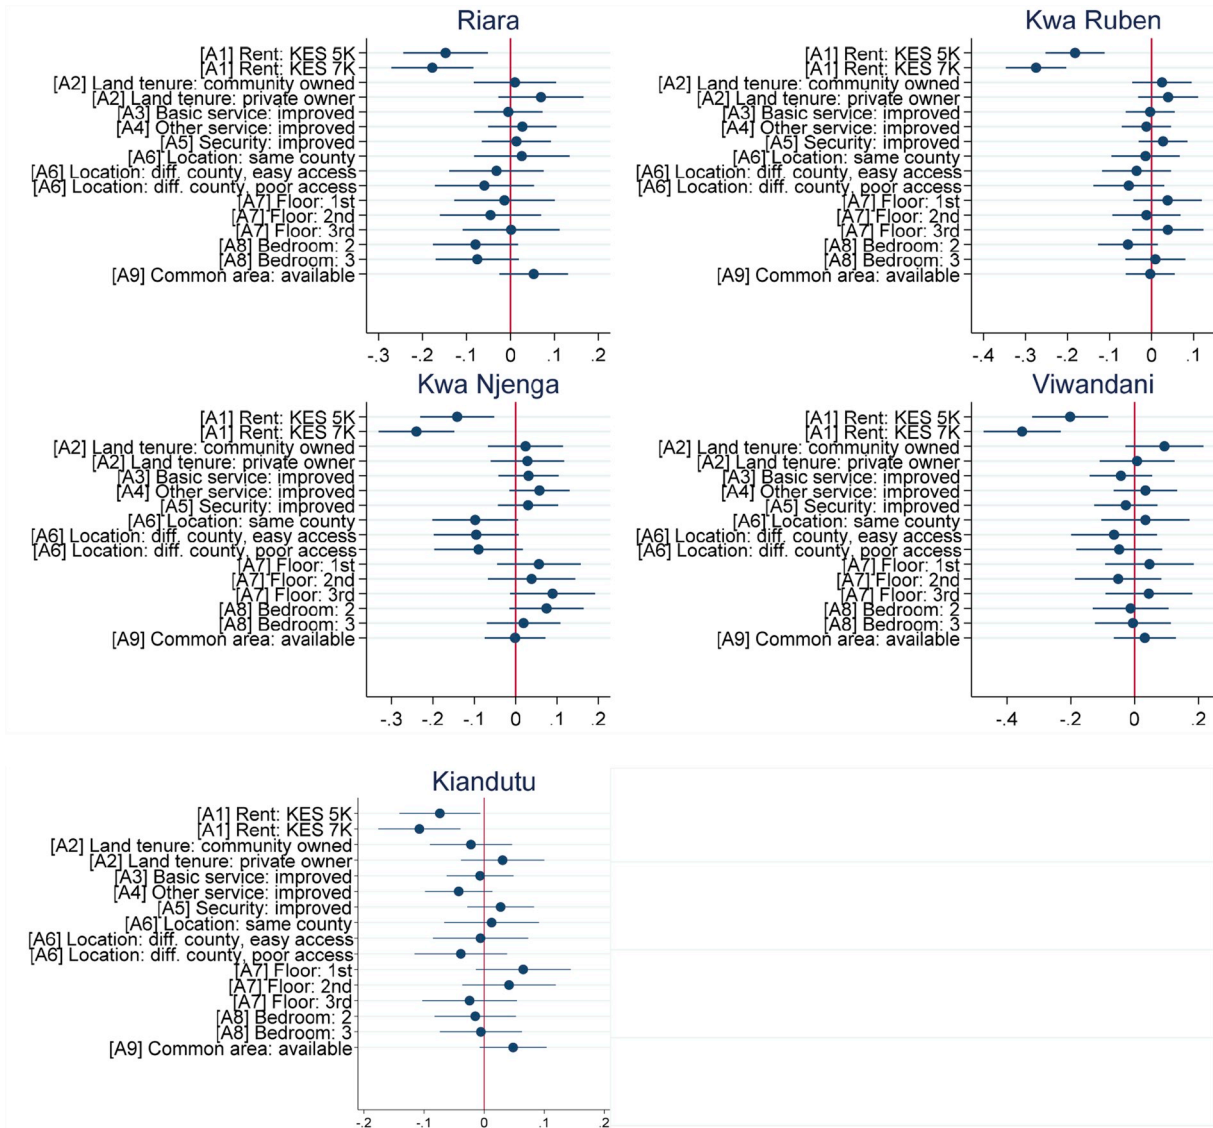 Riara
[A1] Rent: KES 5K
[A1] Rent: KES 7K
[A2] Land tenure: community owned
[A2] Land tenure: private owner
[A3] Basic service: improved
[A4] Other service: improved
[A5] Security: improved
[A6] Location: same county
[A6] Location: diff. county, easy access
[A6] Location: diff. county, poor access
[A7] Floor: 1st
[A7] Floor: 2nd
[A7] Floor: 3rd
[A8] Bedroom: 2
[A8] Bedroom: 3
[A9] Common area: available
-.3 -.2 -.1 0 .1 .2
Kwa Ruben
[A1] Rent: KES 5K
[A1] Rent: KES 7K
[A2] Land tenure: community owned
[A2] Land tenure: private owner
[A3] Basic service: improved
[A4] Other service: improved
[A5] Security: improved
[A6] Location: same county
[A6] Location: diff. county, easy access
[A6] Location: diff. county, poor access
[A7] Floor: 1st
[A7] Floor: 2nd
[A7] Floor: 3rd
[A8] Bedroom: 2
[A8] Bedroom: 3
[A9] Common area: available
-.4 -.3 -.2 -.1 0 .1
Kwa Njenga
[A1] Rent: KES 5K
[A1] Rent: KES 7K
[A2] Land tenure: community owned
[A2] Land tenure: private owner
[A3] Basic service: improved
[A4] Other service: improved
[A5] Security: improved
[A6] Location: same county
[A6] Location: diff. county, easy access
[A6] Location: diff. county, poor access
[A7] Floor: 1st
[A7] Floor: 2nd
[A7] Floor: 3rd
[A8] Bedroom: 2
[A8] Bedroom: 3
[A9] Common area: available
-.3 -.2 -.1 0 .1 .2
Viwandani
[A1] Rent: KES 5K
[A1] Rent: KES 7K
[A2] Land tenure: community owned
[A2] Land tenure: private owner
[A3] Basic service: improved
[A4] Other service: improved
[A5] Security: improved
[A6] Location: same county
[A6] Location: diff. county, easy access
[A6] Location: diff. county, poor access
[A7] Floor: 1st
[A7] Floor: 2nd
[A7] Floor: 3rd
[A8] Bedroom: 2
[A8] Bedroom: 3
[A9] Common area: available
-.4 -.2 0 .2
Kiandutu
[A1] Rent: KES 5K
[A1] Rent: KES 7K
[A2] Land tenure: community owned
[A2] Land tenure: private owner
[A3] Basic service: improved
[A4] Other service: improved
[A5] Security: improved
[A6] Location: same county
[A6] Location: diff. county, easy access
[A6] Location: diff. county, poor access
[A7] Floor: 1st
[A7] Floor: 2nd
[A7] Floor: 3rd
[A8] Bedroom: 2
[A8] Bedroom: 3
[A9] Common area: available
-.2 -.1 0 .1 .2